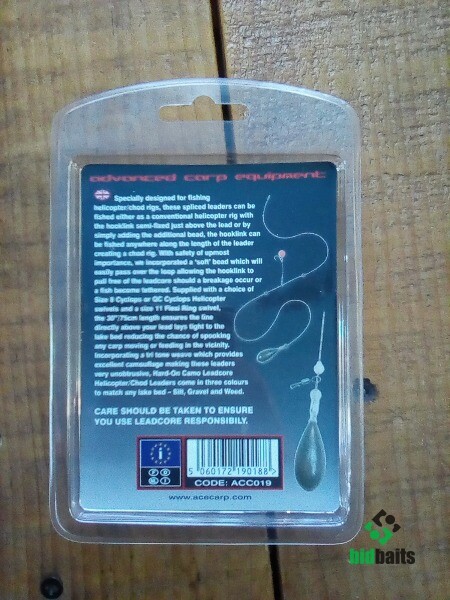 advanced carp equipment
Specially designed for fishing
helicopter/chod rigs, these spliced leaders can be
fished either as a conventional helicopter rig with
the hooklink semi-fixed just above the lead or by
simply adding the additional bead, the hooklink can
be fished anywhere along the length of the leader
creating a chod rig. With safety of upmost
importance, we incorporated a 'soft' bead which will
easily pass over the loop allowing the hooklink to
pull free of the leadcore should a breakage occur or
a fish become tethered. Supplied with a choice of
Size 8 Cyclops or QC Cyclops Helicopter
swivels and a size 11 Flexi Ring swivel,
the 30"/75cm length ensures the line
directly above your lead lays tight to the
lake bed reducing the chance of spooking
any carp moving or feeding in the vicinity.
Incorporating a tri tone weave which provides
excellent camouflage making these leaders
very unobtrusive, Hard-On Camo Leadcore
Helicopter/Chod Leaders come in three colours
to match any lake bed – Silt, Gravel and Weed.
CARE SHOULD BE TAKEN TO ENSURE
YOU USE LEADCORE RESPONSIBILY.
i
5 060172 190188 >
CODE: ACC019
www.acecarp.com
bidbaits